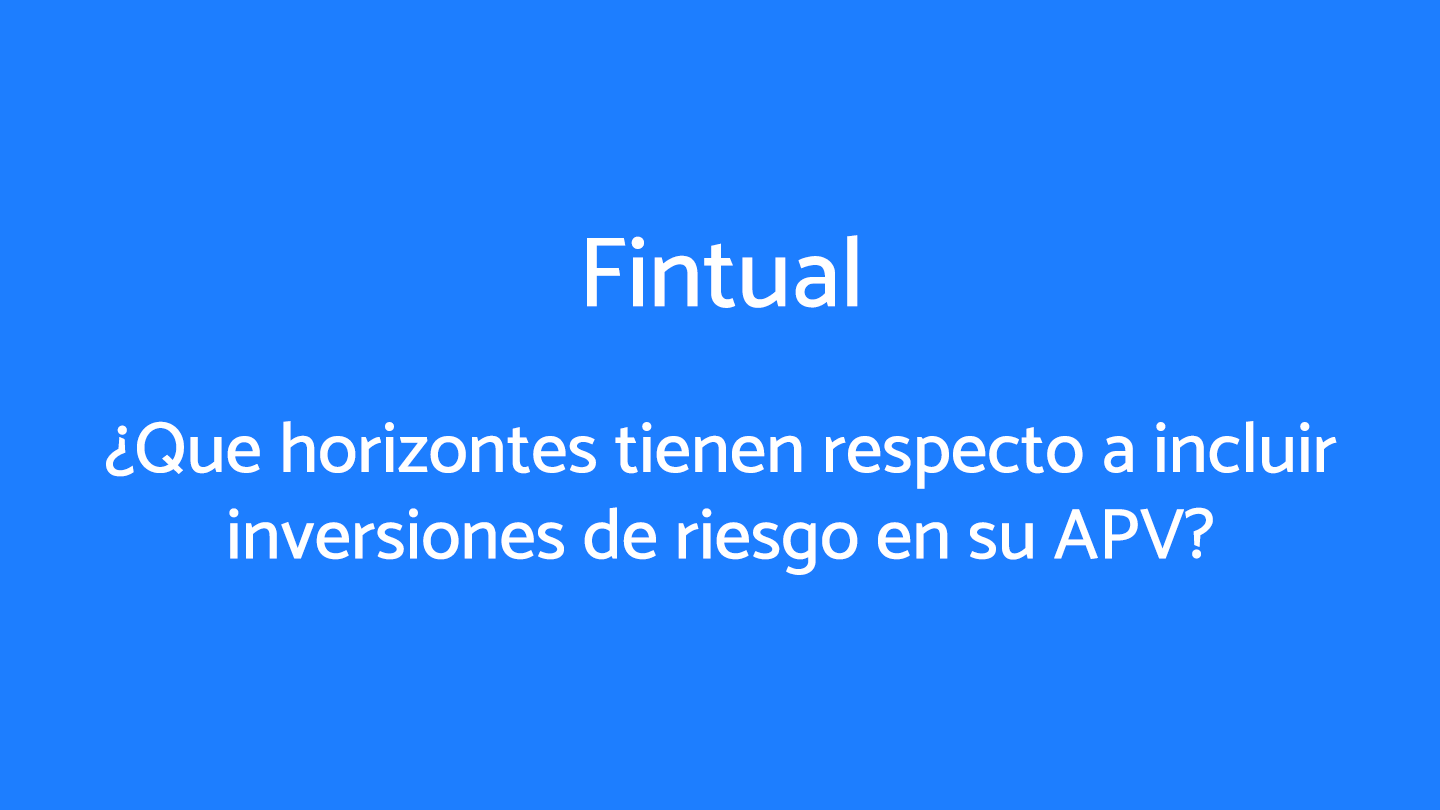 Fintual
¿Que horizontes tienen respecto a incluir
inversiones de riesgo en su APV?